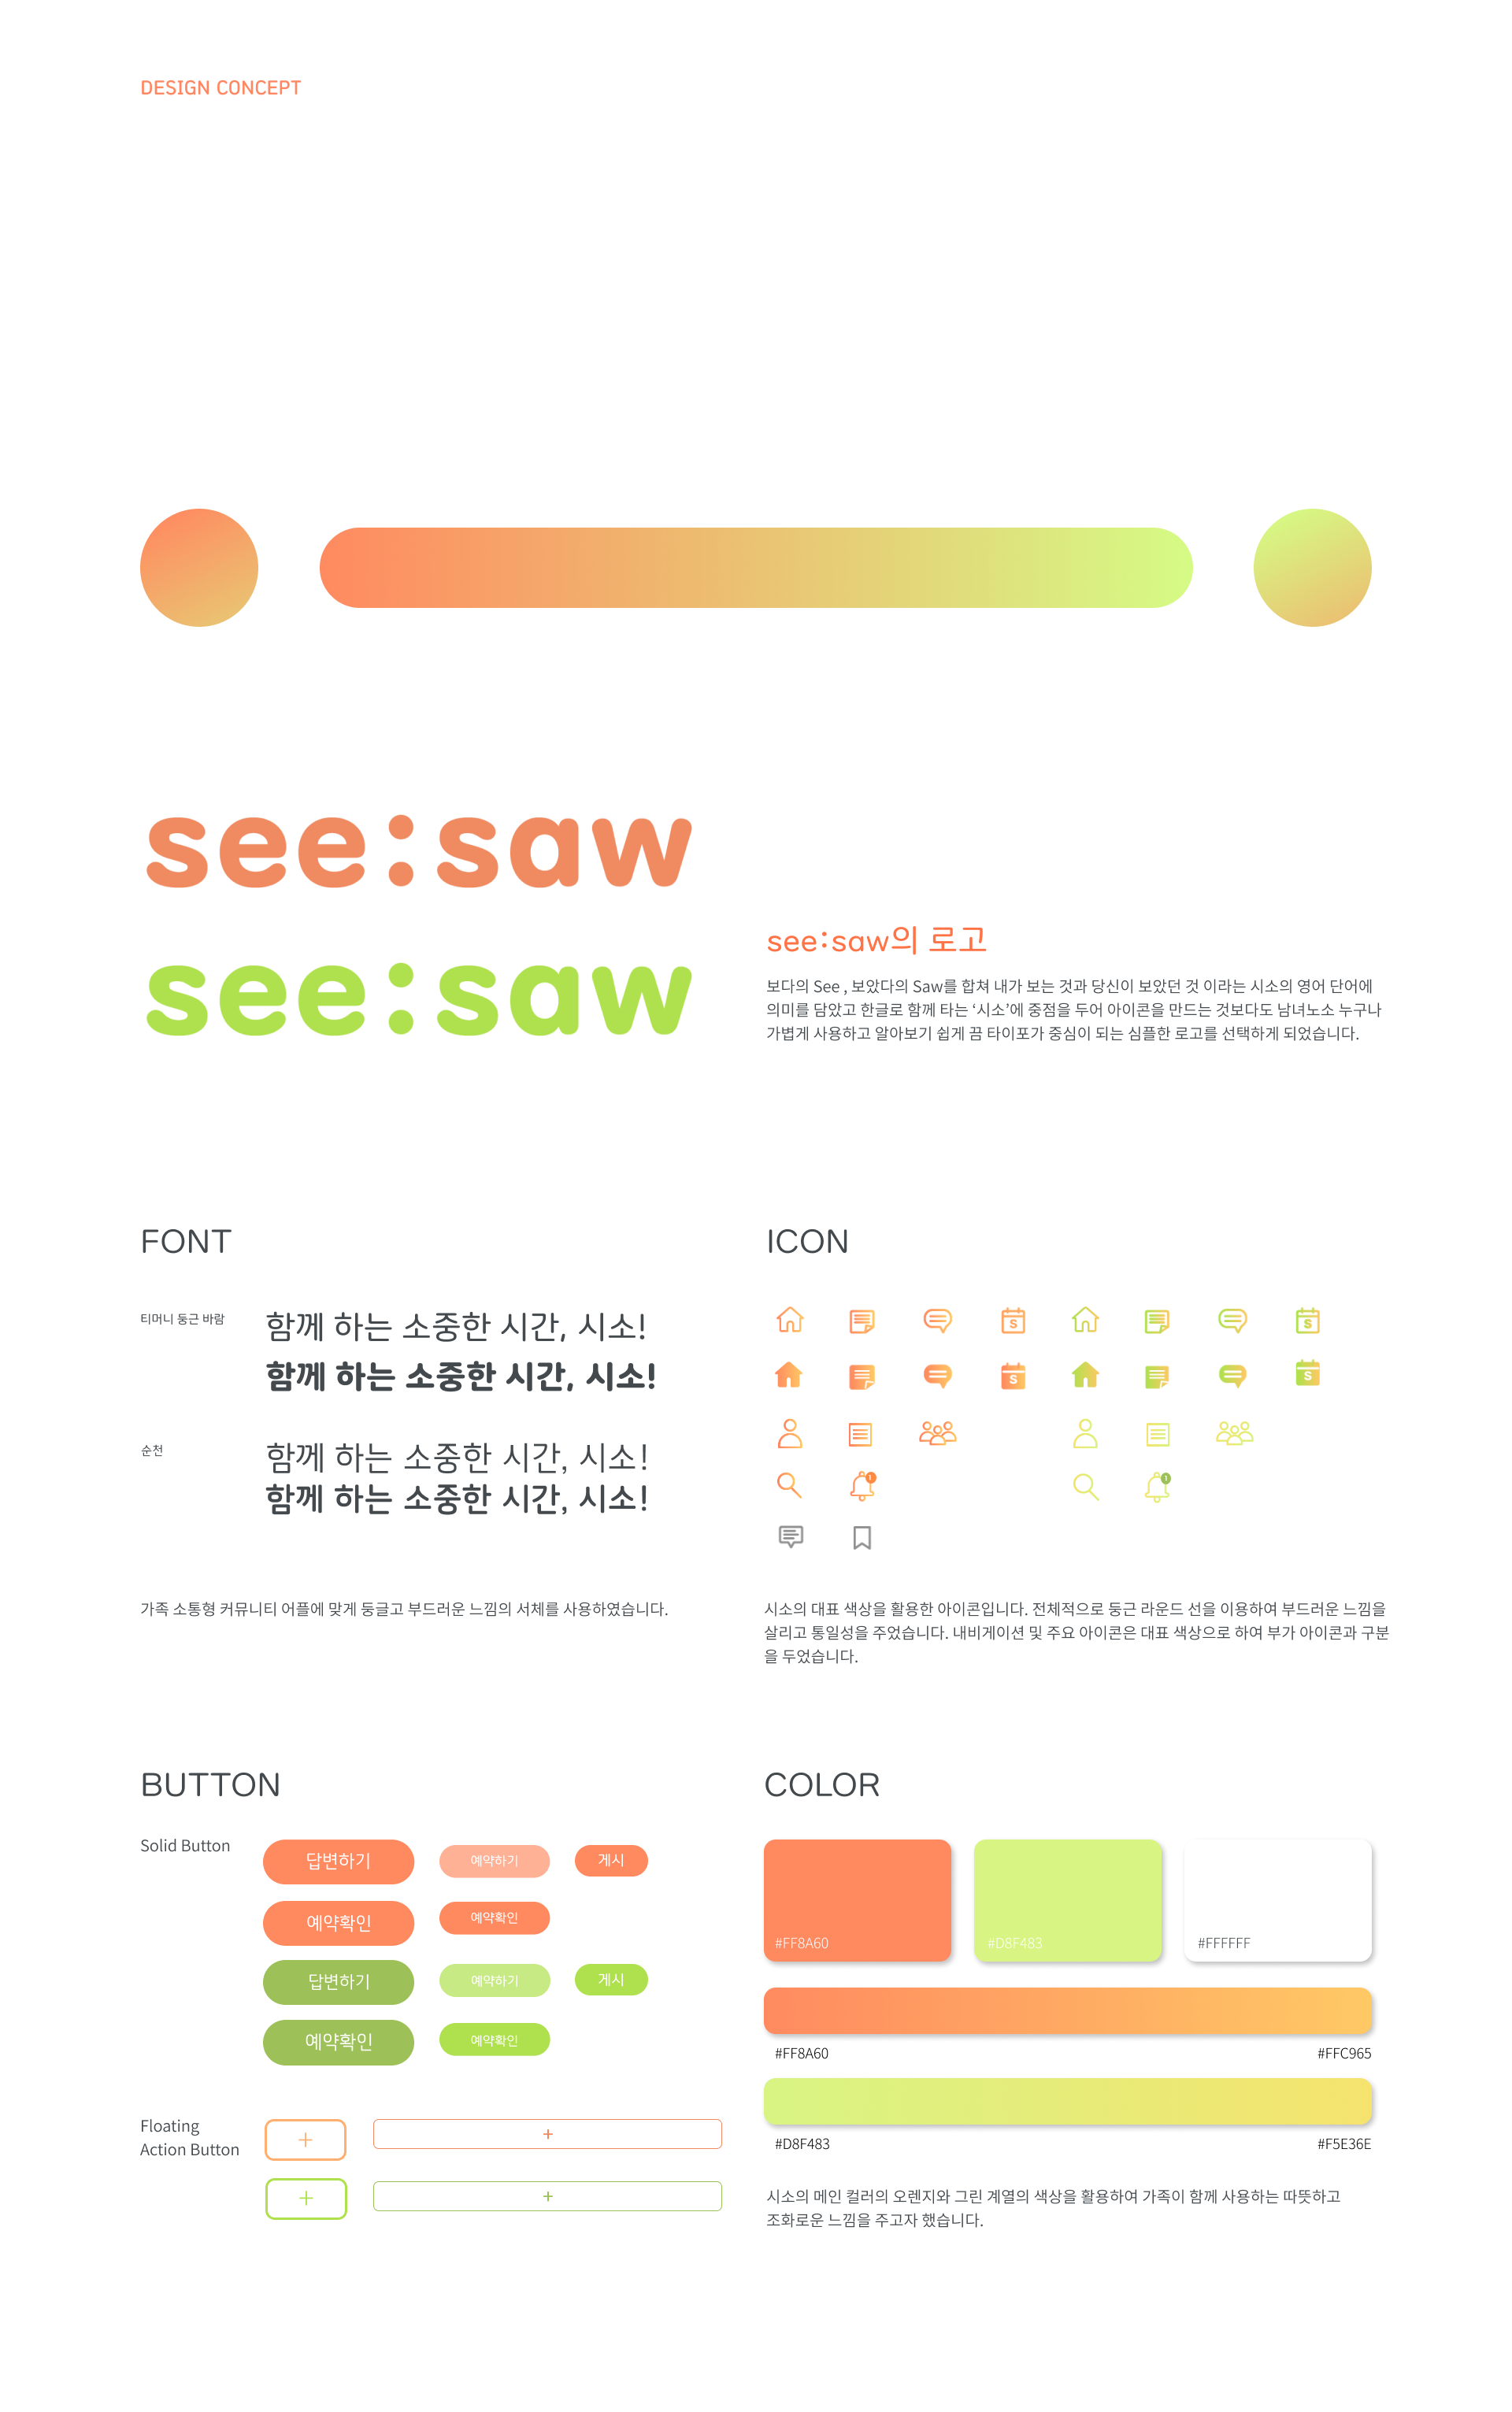 DESIGN CONCEPT
see:saw
see:saw
see:saw의 로고
보다의 See , 보았다의 Saw를 합쳐 내가 보는 것과 당신이 보았던 것 이라는 시소의 영어 단어에
의미를 담았고 한글로 함께 타는 ‘시소’에 중점을 두어 아이콘을 만드는 것보다도 남녀노소 누구나
가볍게 사용하고 알아보기 쉽게 끔 타이포가 중심이 되는 심플한 로고를 선택하게 되었습니다.
FONT
티머니 둥근 바람
함께 하는 소중한 시간, 시소!
함께 하는 소중한 시간, 시소!
순천
함께 하는 소중한 시간, 시소!
함께 하는 소중한 시간, 시소!
가족 소통형 커뮤니티 어플에 맞게 둥글고 부드러운 느낌의 서체를 사용하였습니다.
ICON
S S
S S
1 1
시소의 대표 색상을 활용한 아이콘입니다. 전체적으로 둥근 라운드 선을 이용하여 부드러운 느낌을
살리고 통일성을 주었습니다. 내비게이션 및 주요 아이콘은 대표 색상으로 하여 부가 아이콘과 구분
을 두었습니다.
BUTTON
Solid Button
답변하기 예약하기 게시
예약확인 예약확인
답변하기 예약하기 게시
예약확인 예약확인
Floating
Action Button
+ +
+ +
COLOR
#FF8A60 #D8F483 #FFFFFF
#FF8A60 #FFC965
#D8F483 #F5E36E
시소의 메인 컬러의 오렌지와 그린 계열의 색상을 활용하여 가족이 함께 사용하는 따뜻하고
조화로운 느낌을 주고자 했습니다.